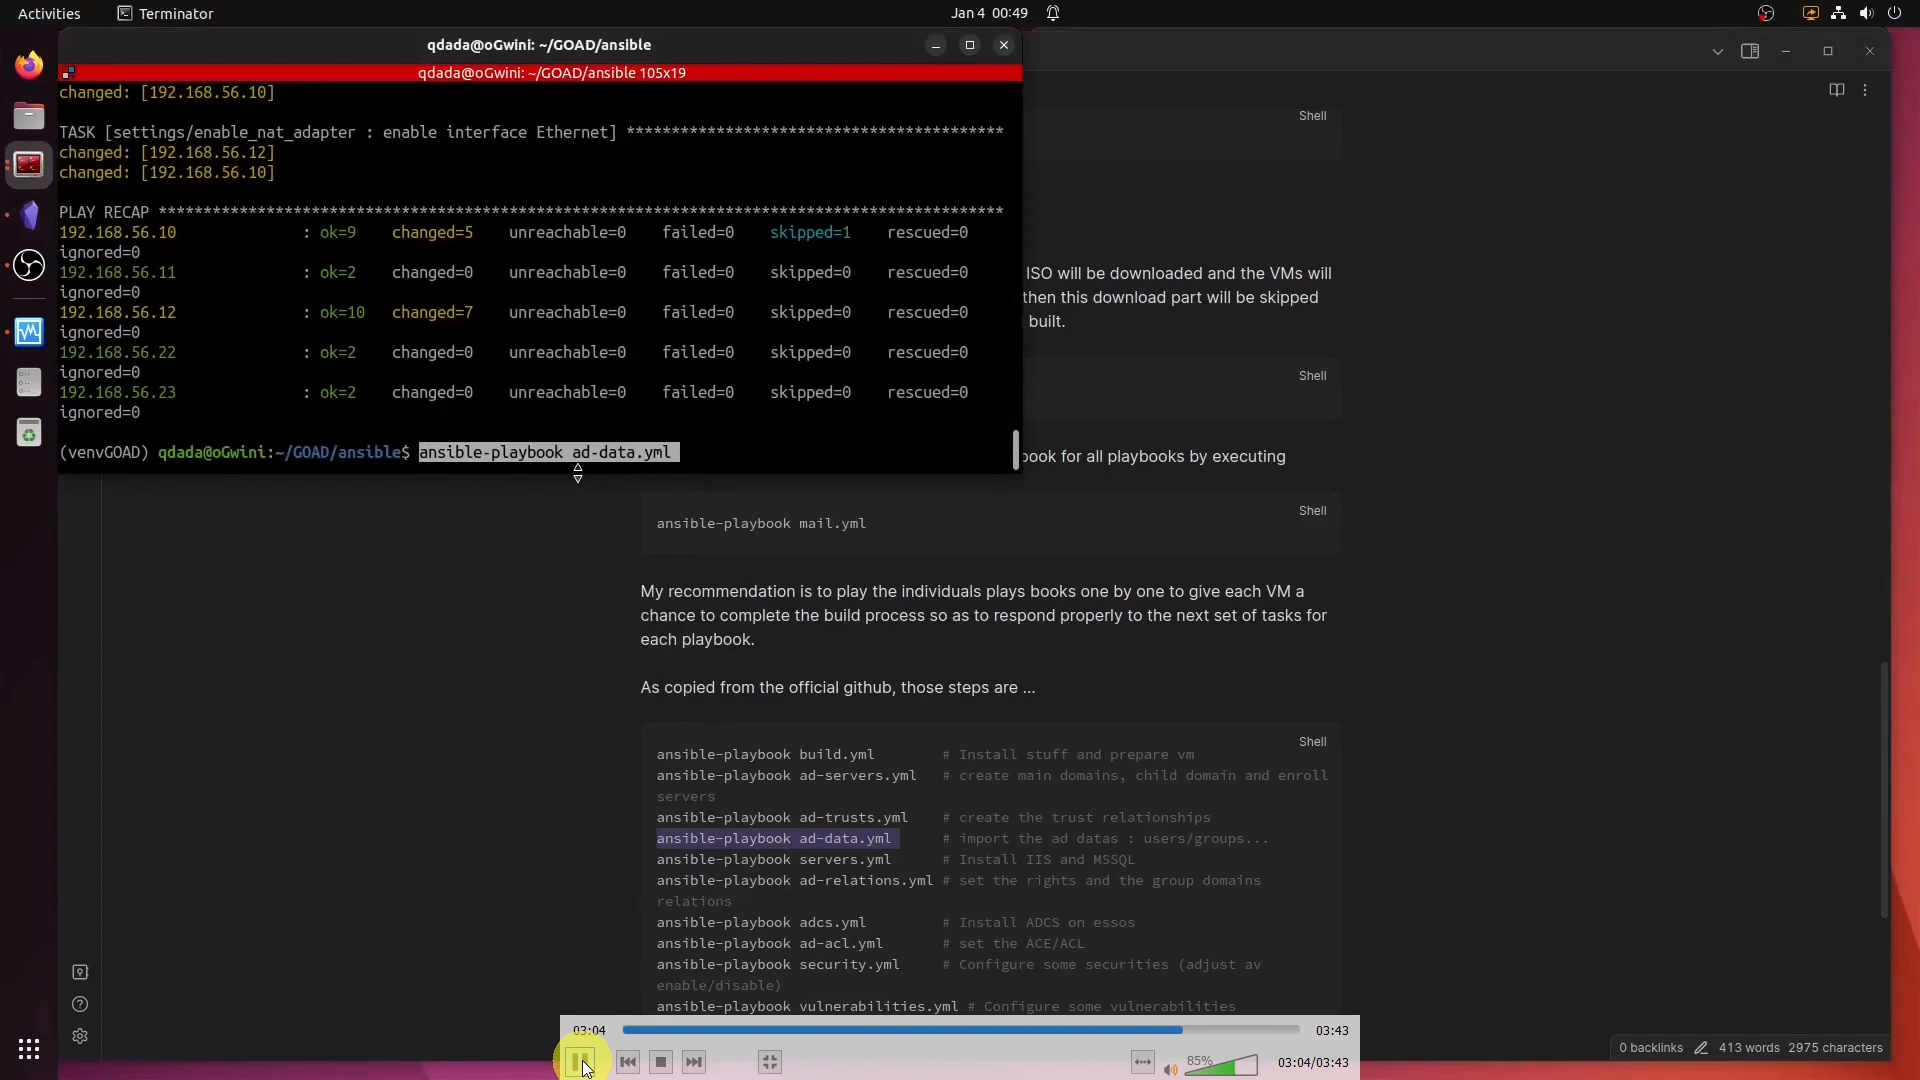 Activities
Terminator
Jan 4 00:49
qdada@oGwini: ~/GOAD/ansible
qdada@oGwini: ~/GOAD/ansible 105x19
changed: [192.168.56.10]
TASK [settings/enable_nat_adapter : enable interface Ethernet] ******************************************
changed: [192.168.56.12]
changed: [192.168.56.10]
PLAY RECAP **********************************************************************************************
192.168.56.10 : ok=9 changed=5 unreachable=0 failed=0 skipped=1 rescued=0
ignored=0
192.168.56.11 : ok=2 changed=0 unreachable=0 failed=0 skipped=0 rescued=0
ignored=0
192.168.56.12 : ok=10 changed=7 unreachable=0 failed=0 skipped=0 rescued=0
ignored=0
192.168.56.22 : ok=2 changed=0 unreachable=0 failed=0 skipped=0 rescued=0
ignored=0
192.168.56.23 : ok=2 changed=0 unreachable=0 failed=0 skipped=0 rescued=0
ignored=0
(venvGOAD) qdada@oGwini:~/GOAD/ansible$ ansible-playbook ad-data.yml
Shell
ISO will be downloaded and the VMs will
then this download part will be skipped
built.
Shell
book for all playbooks by executing
Shell
ansible-playbook mail.yml
My recommendation is to play the individuals plays books one by one to give each VM a
chance to complete the build process so as to respond properly to the next set of tasks for
each playbook.
As copied from the official github, those steps are ...
Shell
ansible-playbook build.yml # Install stuff and prepare vm
ansible-playbook ad-servers.yml # create main domains, child domain and enroll
servers
ansible-playbook ad-trusts.yml # create the trust relationships
ansible-playbook ad-data.yml # import the ad datas : users/groups...
ansible-playbook servers.yml # Install IIS and MSSQL
ansible-playbook ad-relations.yml # set the rights and the group domains
relations
ansible-playbook adcs.yml # Install ADCS on essos
ansible-playbook ad-acl.yml # set the ACE/ACL
ansible-playbook security.yml # Configure some securities (adjust av
enable/disable)
ansible-playbook vulnerabilities.yml # Configure some vulnerabilities
03:04
03:43
85%
03:04/03:43
0 backlinks
413 words
2975 characters